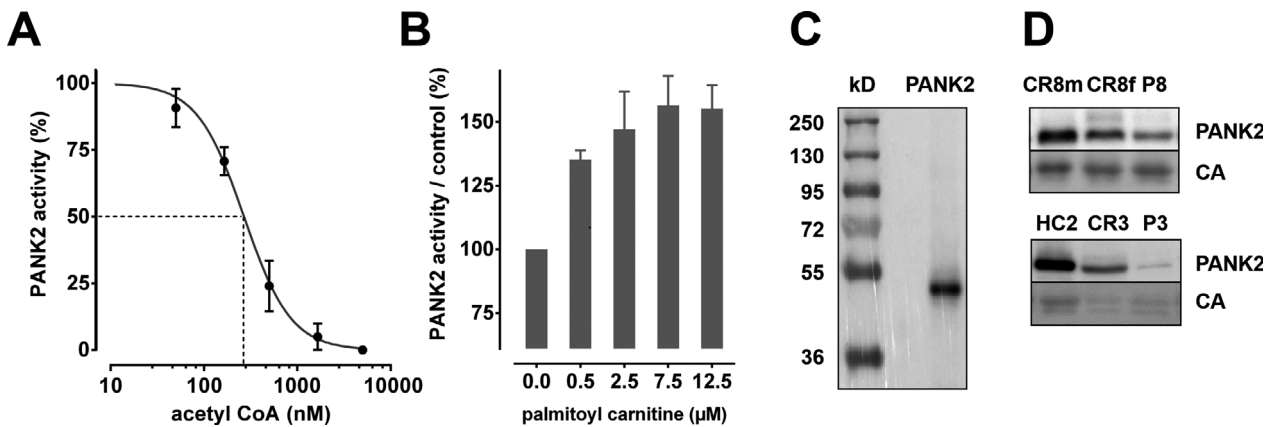 A
PANK2 activity (%)
100
75
50
25
0
10 100 1000 10000
acetyl CoA (nM)
B
PANK2 activity / control (%)
150
125
100
75
0.0 0.5 2.5 7.5 12.5
palmitoyl carnitine (µM)
C
kD PANK2
250
130
95
72
55
36
D
CR8m CR8f P8
PANK2
CA
HC2 CR3 P3
PANK2
CA